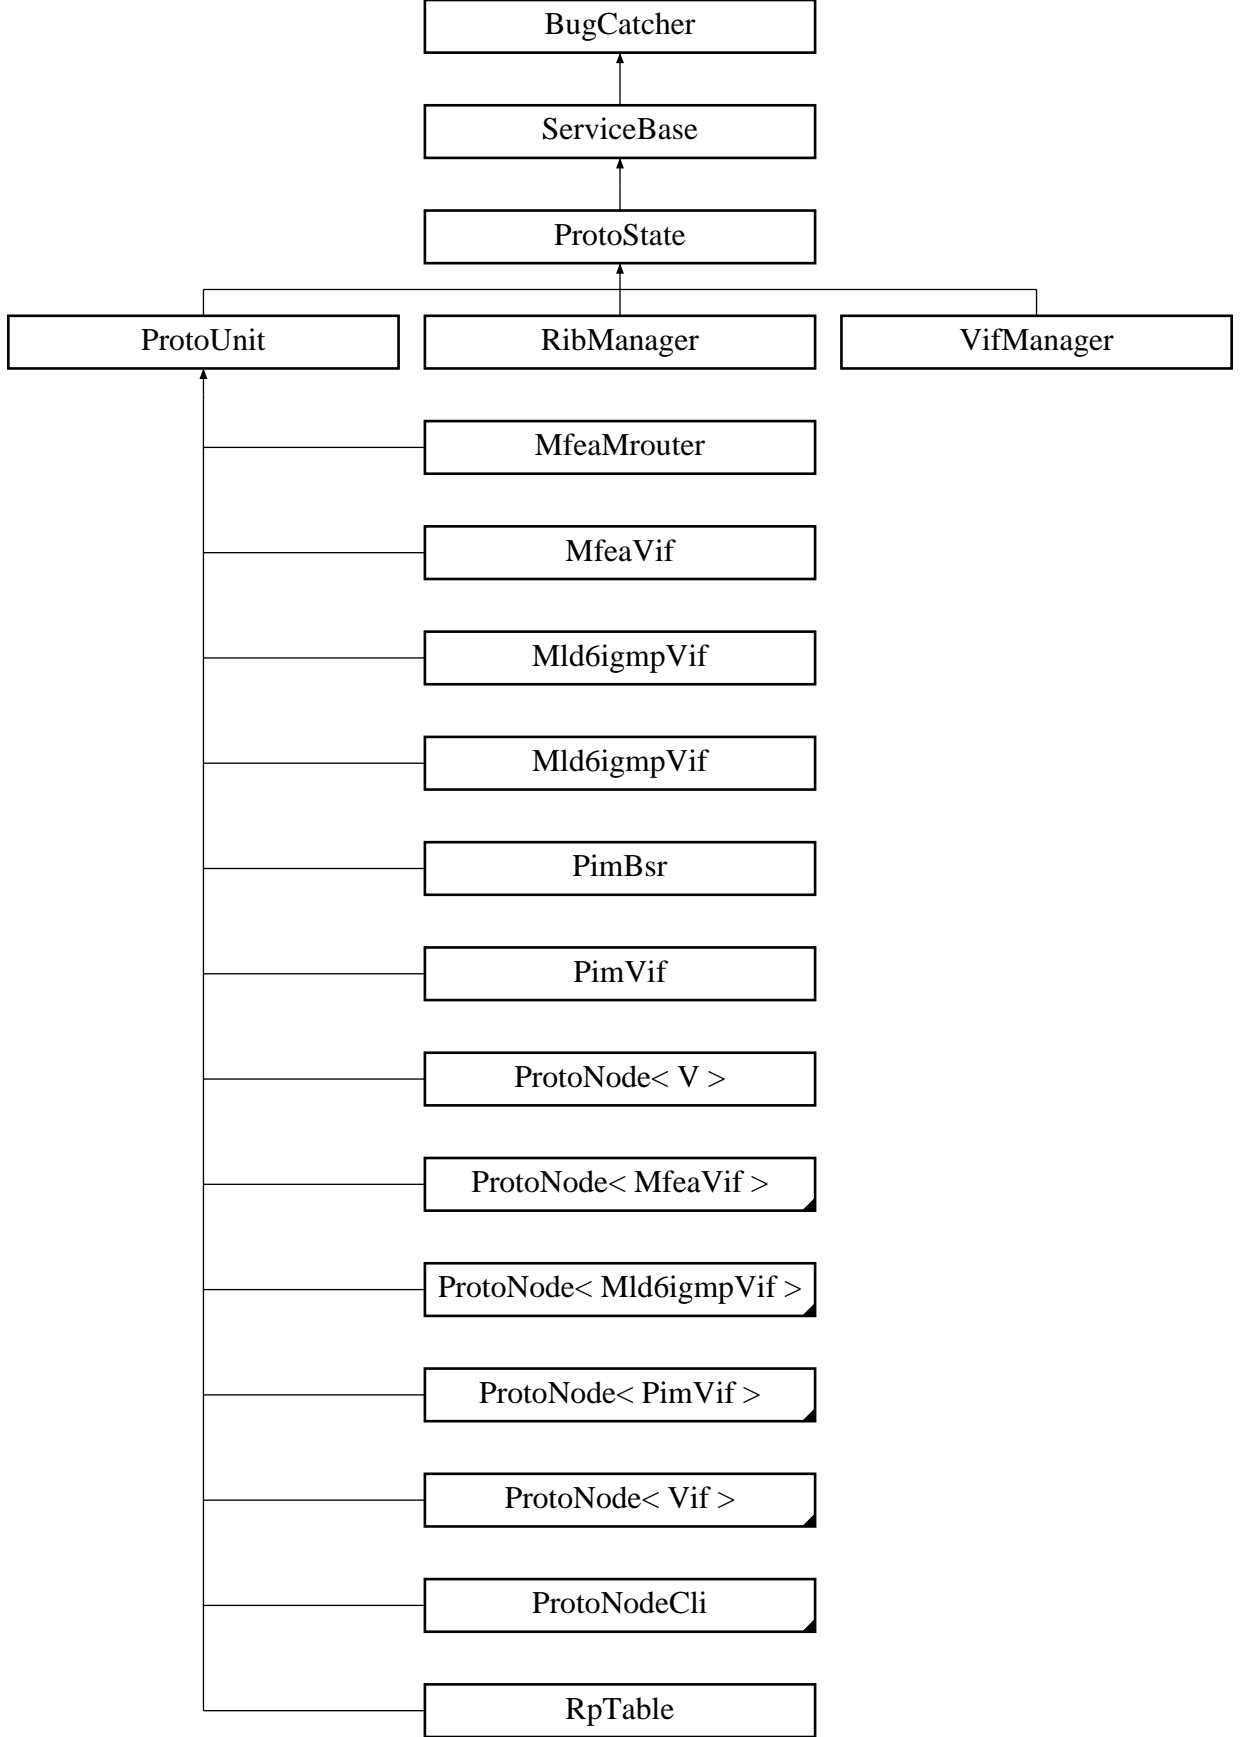 BugCatcher
ServiceBase
ProtoState
ProtoUnit
RibManager
VifManager
MfeaMrouter
MfeaVif
Mld6igmpVif
Mld6igmpVif
PimBsr
PimVif
ProtoNode< V >
ProtoNode< MfeaVif >
ProtoNode< Mld6igmpVif >
ProtoNode< PimVif >
ProtoNode< Vif >
ProtoNodeCli
RpTable